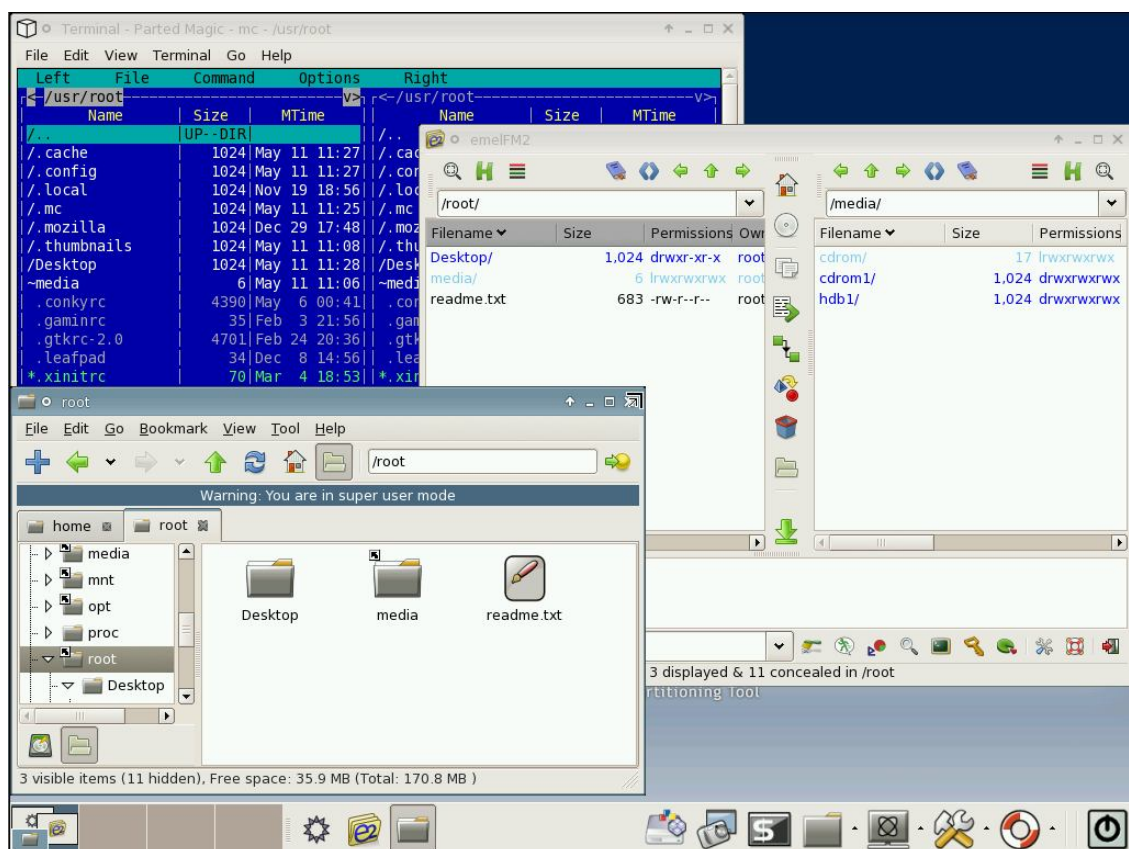 Terminal - Parted Magic - mc - /usr/root
File Edit View Terminal Go Help
Left File Command Options Right
<-/usr/root v>
Name Size MTime
/.. UP--DIR
/.cache 1024 May 11 11:27
/.config 1024 May 11 11:27
/.local 1024 Nov 19 18:56
/.mc 1024 May 11 11:25
/.mozilla 1024 Dec 29 17:48
/.thumbnails 1024 May 11 11:08
/Desktop 1024 May 11 11:28
~media 6 May 11 11:06
.conkyrc 4390 May 6 00:41
.gaminrc 35 Feb 3 21:56
.gtkrc-2.0 4701 Feb 24 20:36
.leafpad 34 Dec 8 14:56
*.xinitrc 70 Mar 4 18:53
<-/usr/root v>
Name Size MTime
/..
emelFM2
/root/
Filename Size Permissions
Desktop/ 1,024 drwxr-xr-x root
media/ 6 lrwxrwxrwx root
readme.txt 683 -rw-r--r-- root
/media/
Filename Size Permissions
cdrom/ 17 lrwxrwxrwx
cdrom1/ 1,024 drwxrwxrwx
hdb1/ 1,024 drwxrwxrwx
3 displayed & 11 concealed in /root
root
File Edit Go Bookmark View Tool Help
/root
Warning: You are in super user mode
home root
media
mnt
opt
proc
root
Desktop
Desktop media readme.txt
3 visible items (11 hidden), Free space: 35.9 MB (Total: 170.8 MB )
Tool